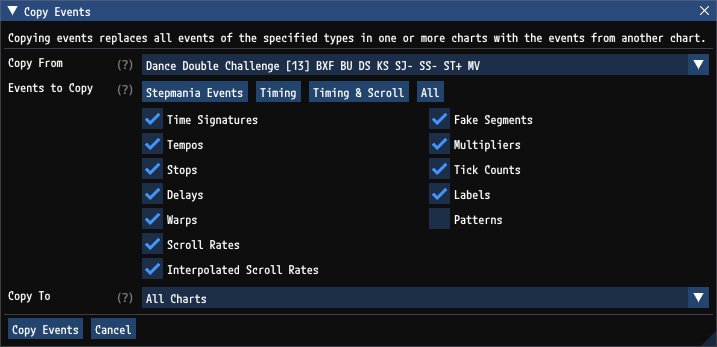 Copy Events
Copying events replaces all events of the specified types in one or more charts with the events from another chart.
Copy From (?) Dance Double Challenge [13] BXF BU DS KS SJ- SS- ST+ MV
Events to Copy (?) Stepmania Events Timing Timing & Scroll All
Time Signatures Fake Segments
Tempos Multipliers
Stops Tick Counts
Delays Labels
Warps Patterns
Scroll Rates
Interpolated Scroll Rates
Copy To (?) All Charts
Copy Events Cancel